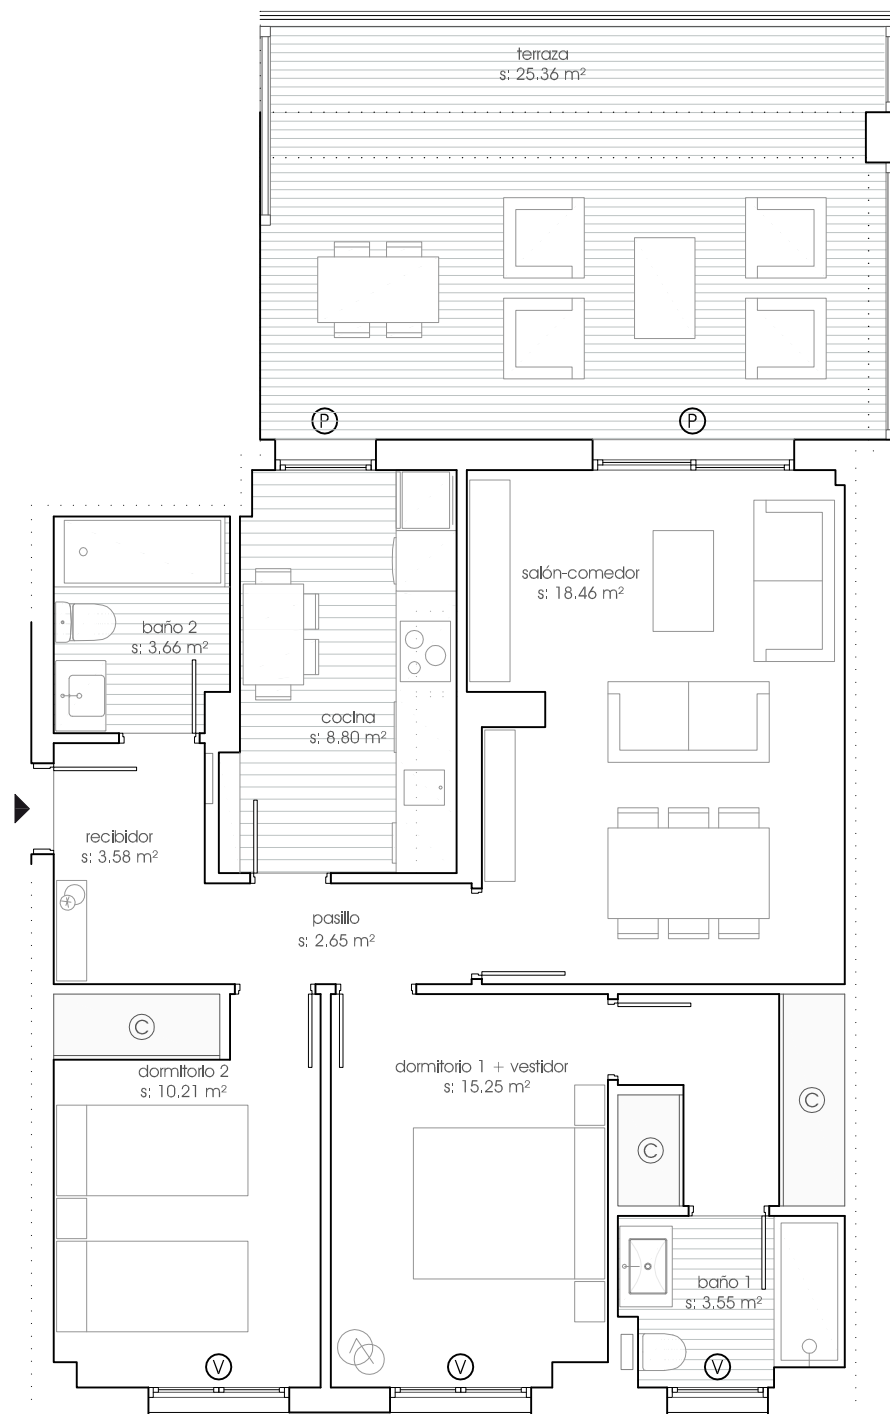 terraza
s: 25.36 m²
P
P
salón-comedor
s: 18.46 m²
baño 2
s: 3.66 m²
cocina
s: 8.80 m²
recibidor
s: 3.58 m²
pasillo
s: 2.65 m²
C
dormitorio 2
s: 10.21 m²
dormitorio 1 + vestidor
s: 15.25 m²
C
C
baño 1
s: 3.55 m²
V
V
V